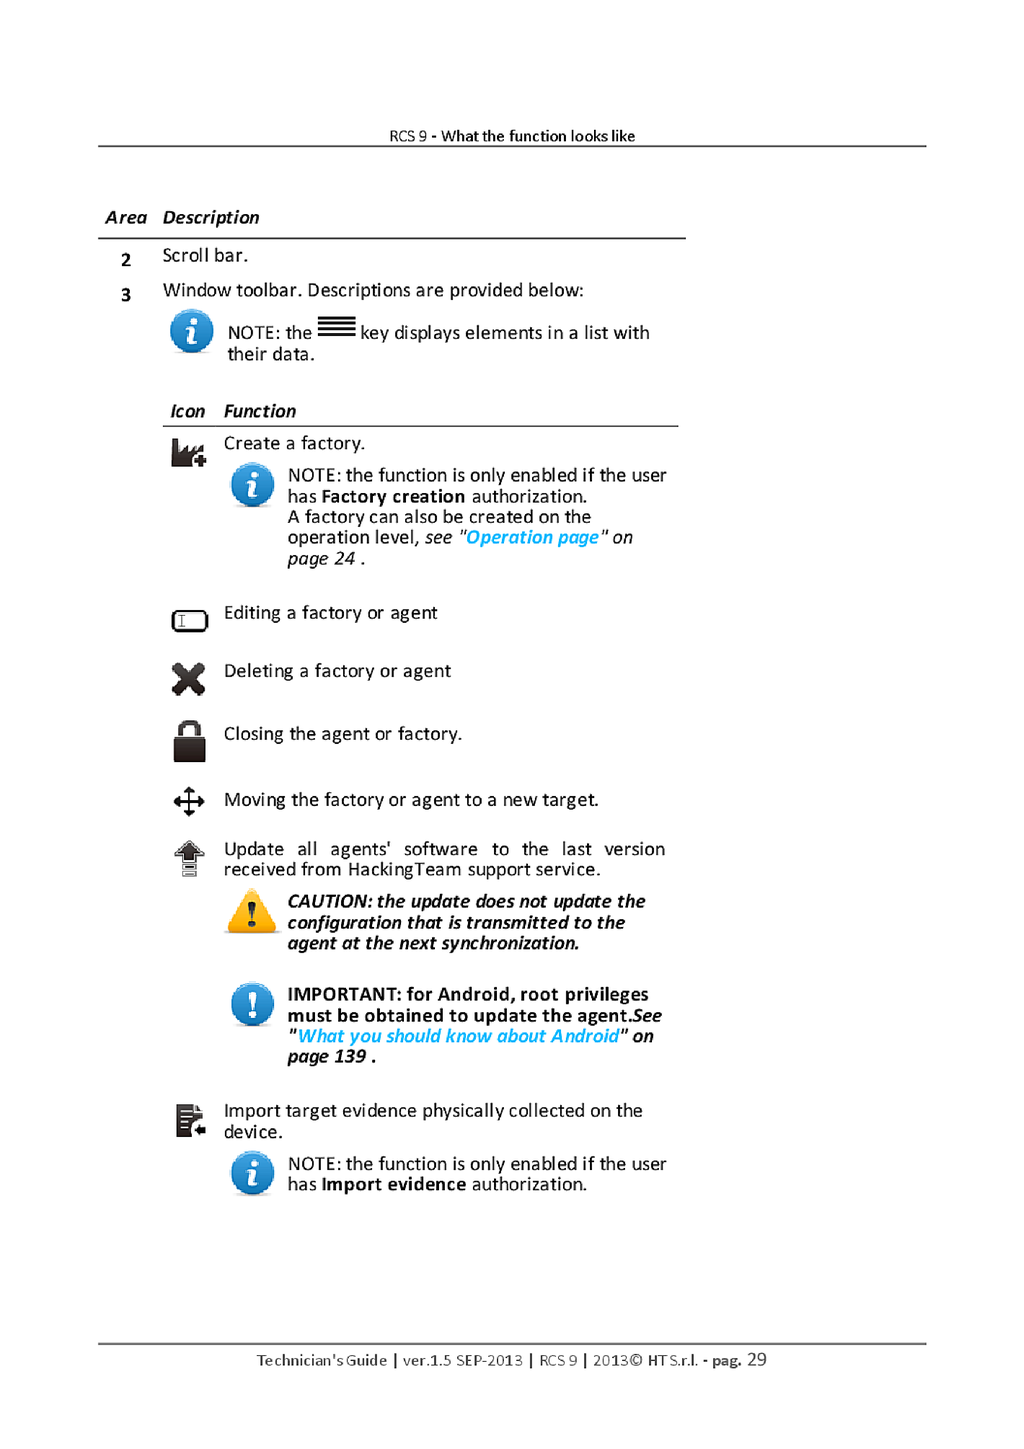 RCS 9 - What the function looks like
Area Description
2 Scroll bar.
3 Window toolbar. Descriptions are provided below:
NOTE: the key displays elements in a list with
their data.
Icon Function
Create a factory.
NOTE: the function is only enabled if the user
has Factory creation authorization.
A factory can also be created on the
operation level, see "Operation page" on
page 24 .
Editing a factory or agent
Deleting a factory or agent
Closing the agent or factory.
Moving the factory or agent to a new target.
Update all agents' software to the last version
received from HackingTeam support service.
CAUTION: the update does not update the
configuration that is transmitted to the
agent at the next synchronization.
IMPORTANT: for Android, root privileges
must be obtained to update the agent.See
"What you should know about Android" on
page 139 .
Import target evidence physically collected on the
device.
NOTE: the function is only enabled if the user
has Import evidence authorization.
Technician's Guide | ver.1.5 SEP-2013 | RCS 9 | 2013© HT S.r.l. - pag. 29